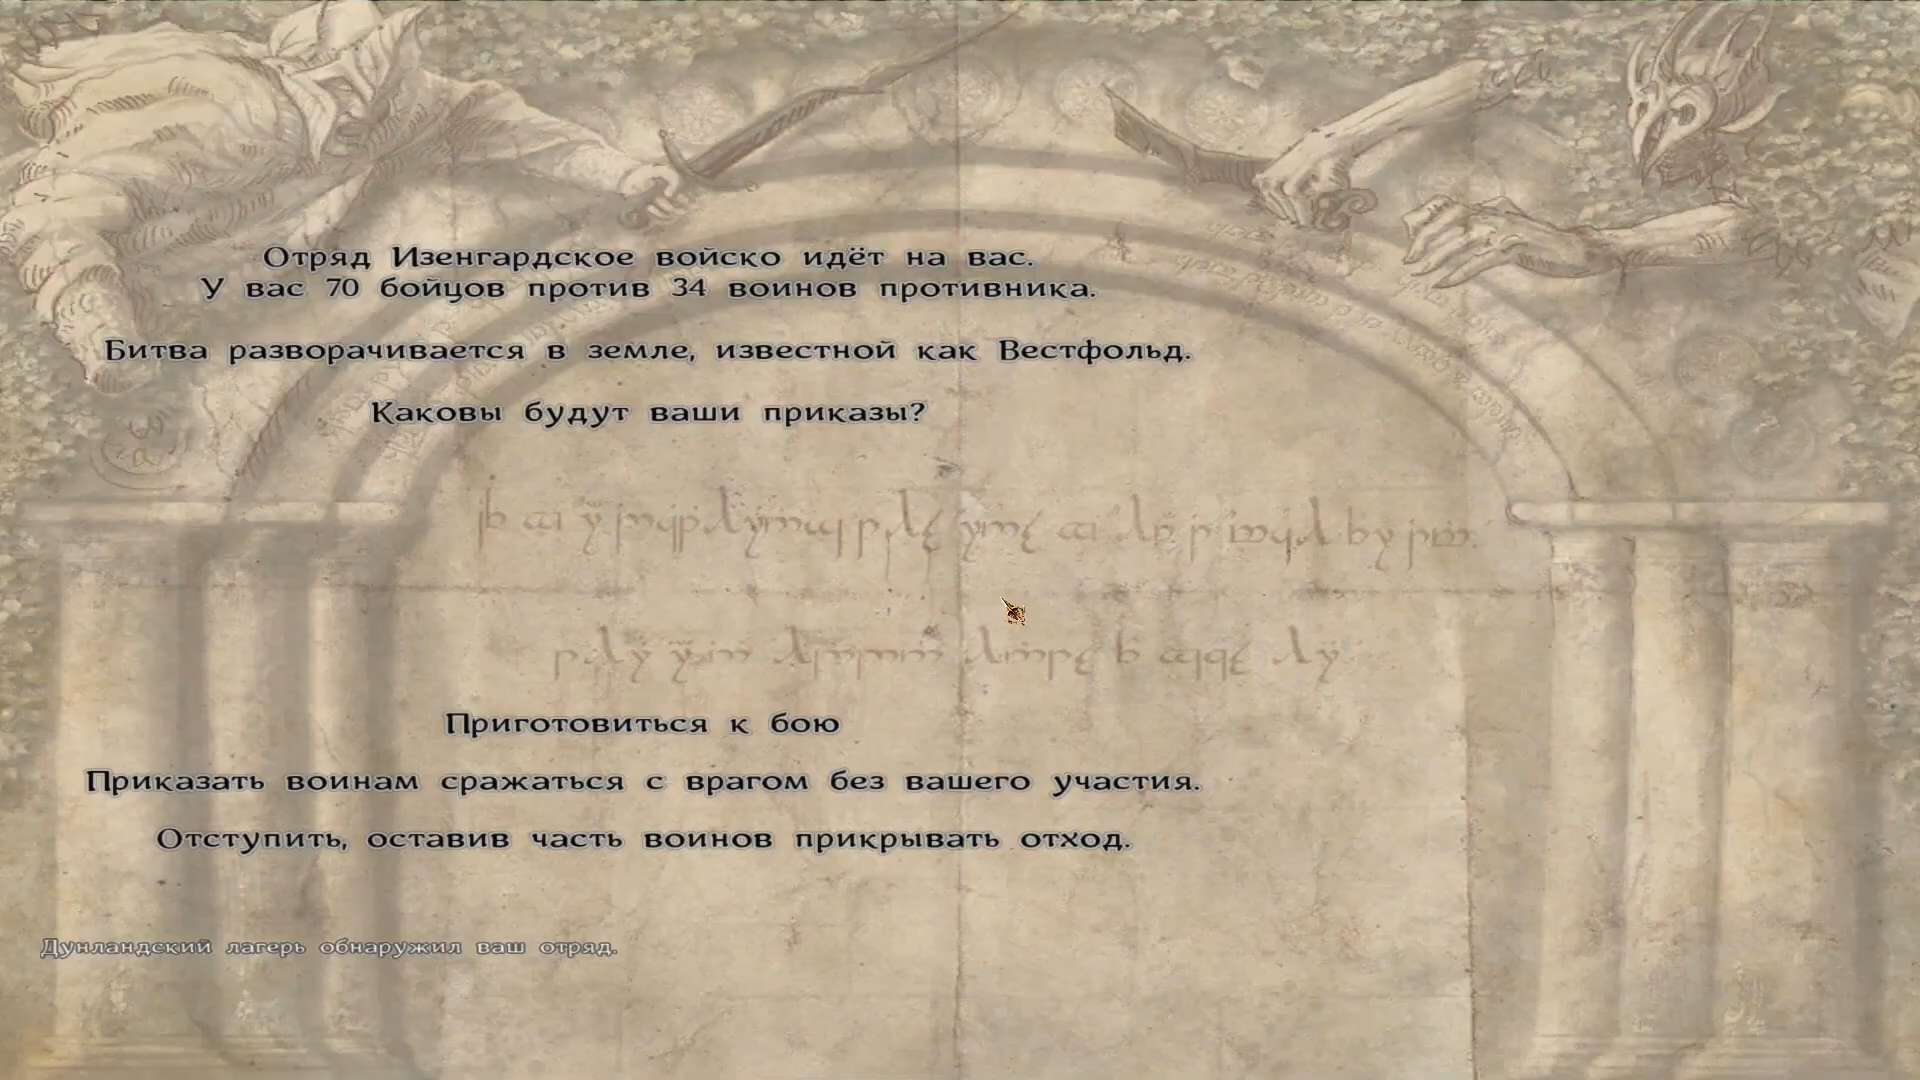 Отряд Изенгардское войско идёт на вас.
У вас 70 бойцов против 34 воинов противника.
Битва разворачивается в земле, известной как Вестфольд.
Каковы будут ваши приказы?
Приготовиться к бою
Приказать воинам сражаться с врагом без вашего участия.
Отступить, оставив часть воинов прикрывать отход.
Дунландский лагерь обнаружил ваш отряд.